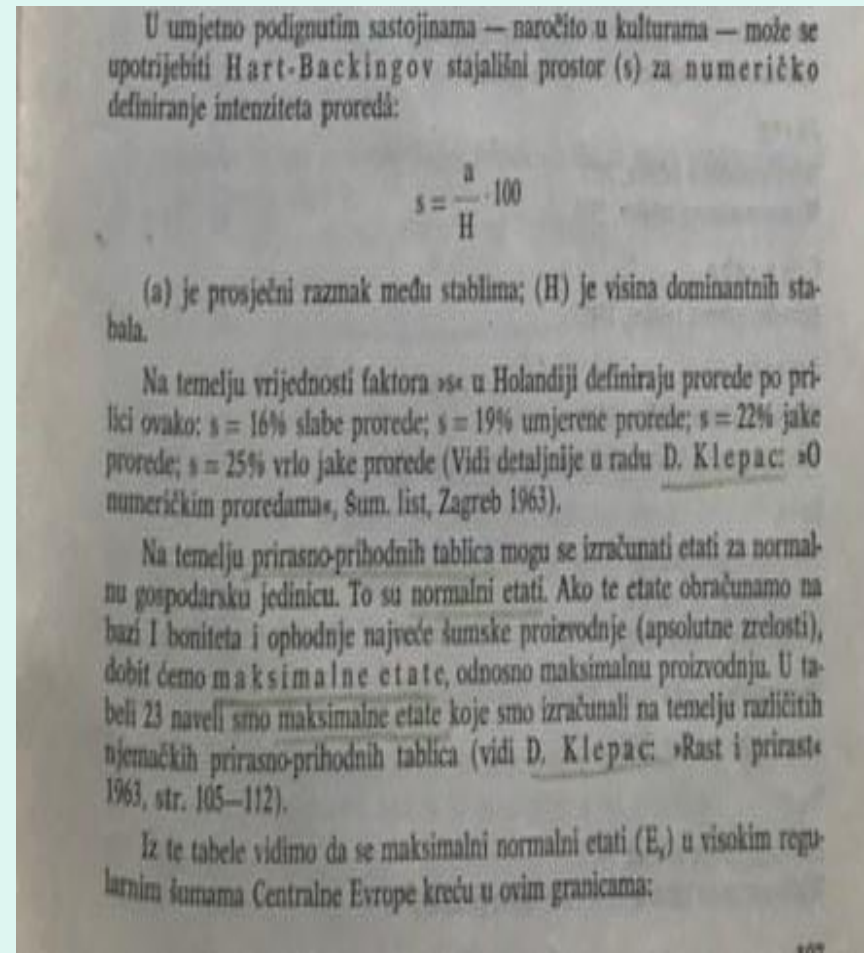 U umjetno podignutim sastojinama — naročito u kulturama — može se
upotrijebiti Hart-Backingov stajališni prostor (s) za numeričko
definiranje intenziteta proredâ:
s = a/H · 100
(a) je prosječni razmak među stablima; (H) je visina dominantnih sta-
bala.
Na temelju vrijednosti faktora »s« u Holandiji definiraju prorede po pri-
lici ovako: s = 16% slabe prorede; s = 19% umjerene prorede; s = 22% jake
prorede; s = 25% vrlo jake prorede (Vidi detaljnije u radu D. Klepac: »O
numeričkim proredama«, Šum. list, Zagreb 1963).
Na temelju prirasno-prihodnih tablica mogu se izračunati etati za normal-
nu gospodarsku jedinicu. To su normalni etati. Ako te etate obračunamo na
bazi I boniteta i ophodnje najveće šumske proizvodnje (apsolutne zrelosti),
dobit ćemo maksimalne etate, odnosno maksimalnu proizvodnju. U ta-
beli 23 naveli smo maksimalne etate koje smo izračunali na temelju različitih
njemačkih prirasno-prihodnih tablica (vidi D. Klepac: »Rast i prirast«
1963, str. 105—112).
Iz te tabele vidimo da se maksimalni normalni etati (Eᵥ) u visokim regu-
larnim šumama Centralne Evrope kreću u ovim granicama: